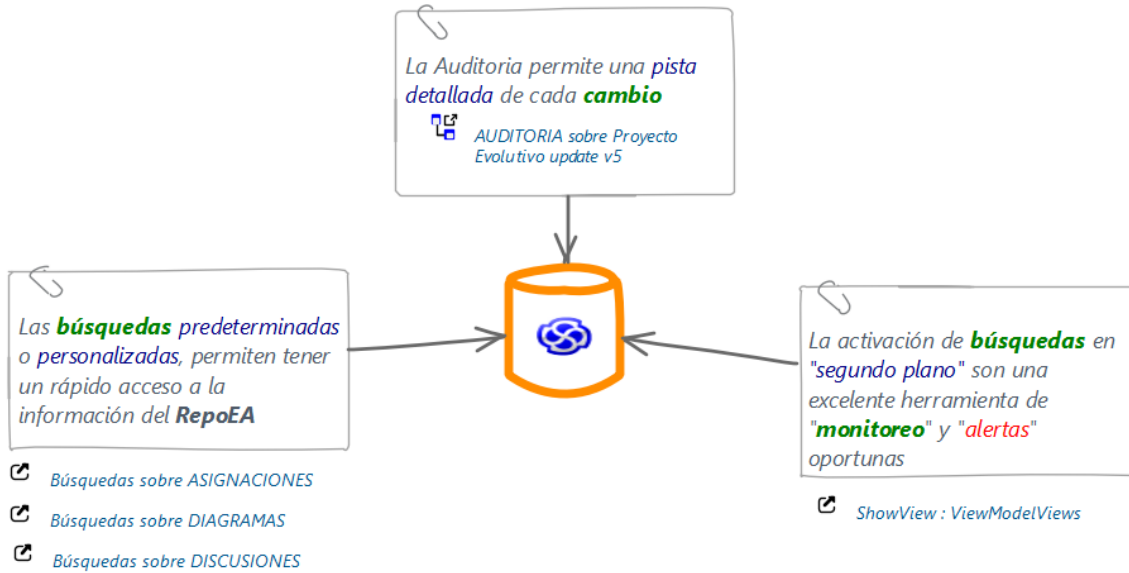 La Auditoria permite una pista
detallada de cada cambio
AUDITORIA sobre Proyecto
Evolutivo update v5
Las búsquedas predeterminadas
o personalizadas, permiten tener
un rápido acceso a la
información del RepoEA
Búsquedas sobre ASIGNACIONES
Búsquedas sobre DIAGRAMAS
Búsquedas sobre DISCUSIONES
La activación de búsquedas en
"segundo plano" son una
excelente herramienta de
"monitoreo" y "alertas"
oportunas
ShowView : ViewModelViews